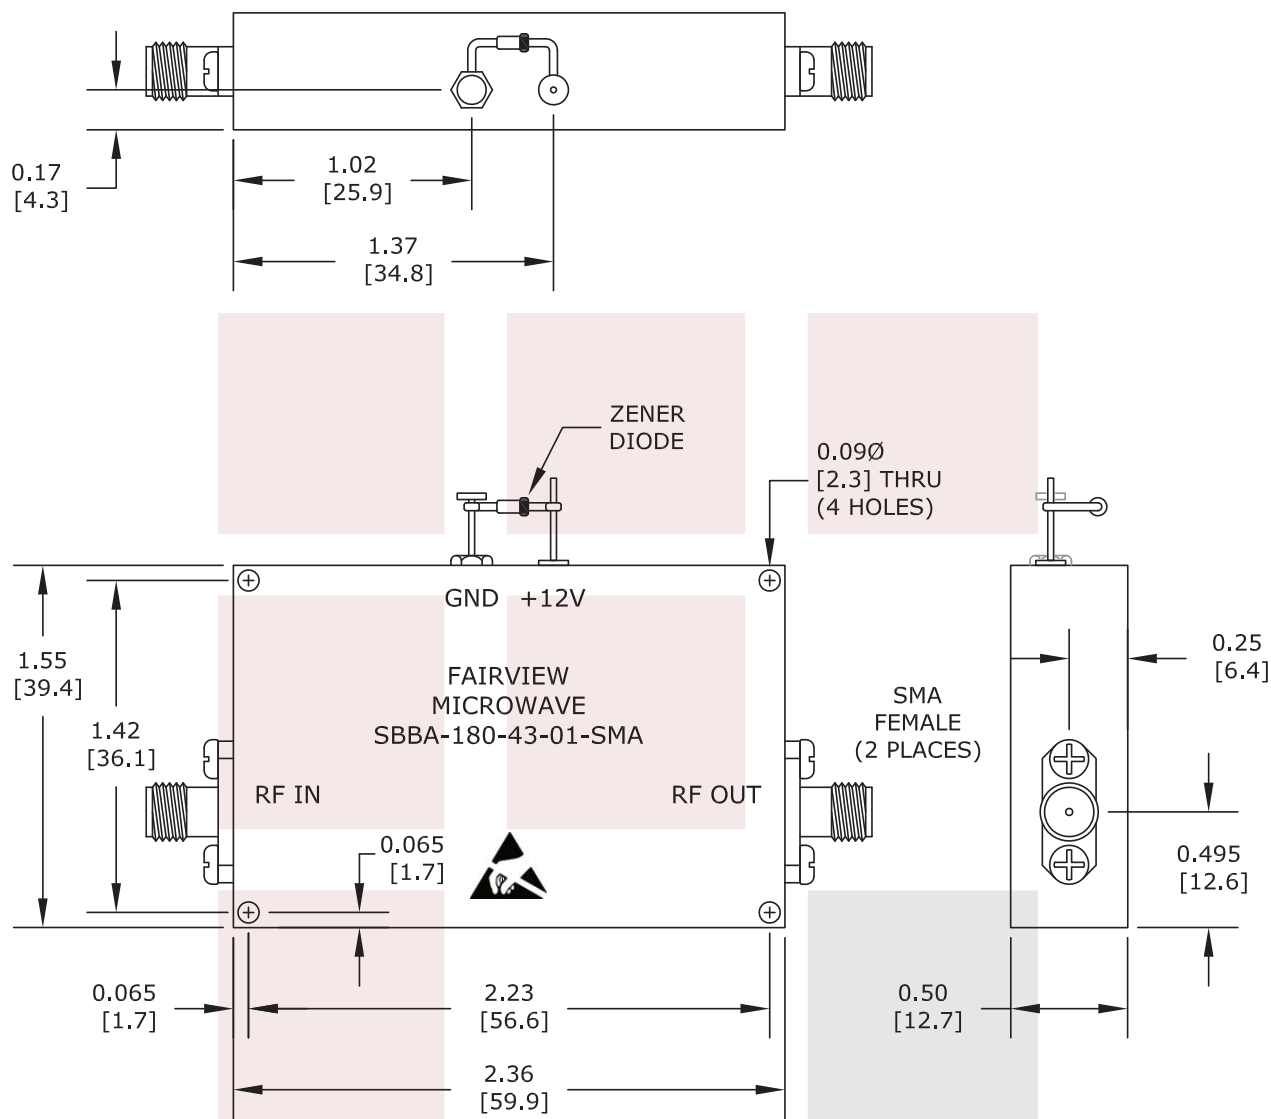 0.17
[4.3]
1.02
[25.9]
1.37
[34.8]
ZENER
DIODE
0.09Ø
[2.3] THRU
(4 HOLES)
GND +12V
1.55
[39.4]
1.42
[36.1]
FAIRVIEW
MICROWAVE
SBBA-180-43-01-SMA
SMA
FEMALE
(2 PLACES)
0.25
[6.4]
RF IN
RF OUT
0.065
[1.7]
0.495
[12.6]
0.065
[1.7]
2.23
[56.6]
0.50
[12.7]
2.36
[59.9]